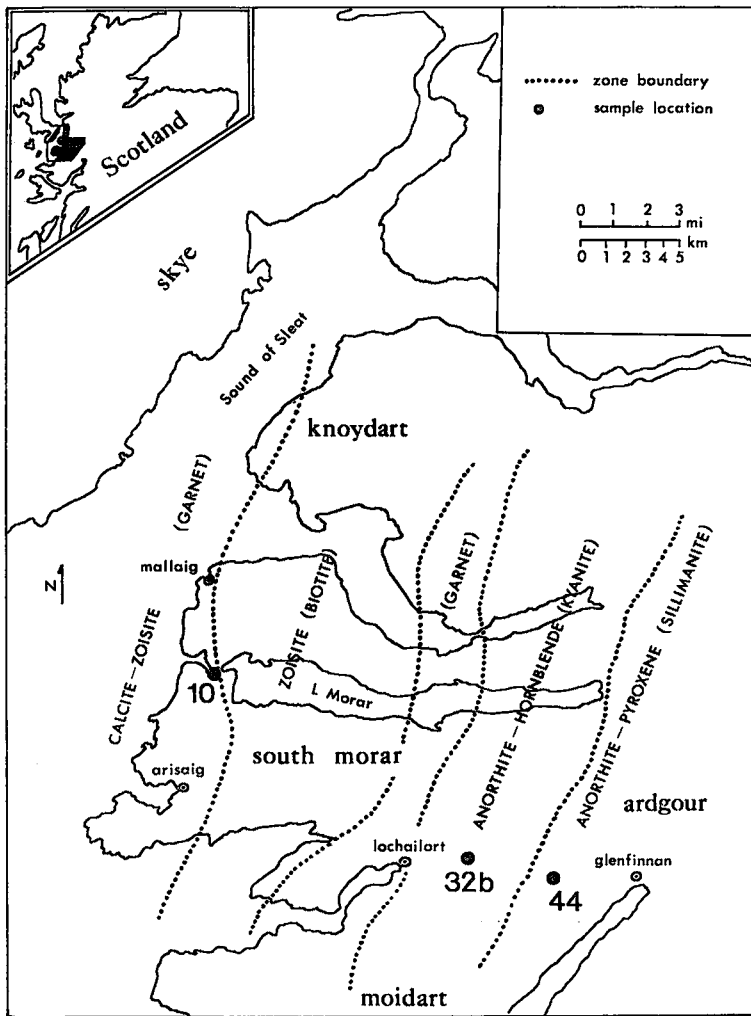 Scotland
zone boundary
sample location
0 1 2 3 mi
km
0 1 2 3 4 5
skye
Sound of Sleat
knoydart
(GARNET)
N
mallaig
CALCITE – ZOISITE
ZOISITE (BIOTITE)
(GARNET)
ANORTHITE – HORNBLENDE (KYANITE)
ANORTHITE – PYROXENE (SILLIMANITE)
10
L Morar
south morar
arisaig
ardgour
lochailort
glenfinnan
32b
44
moidart